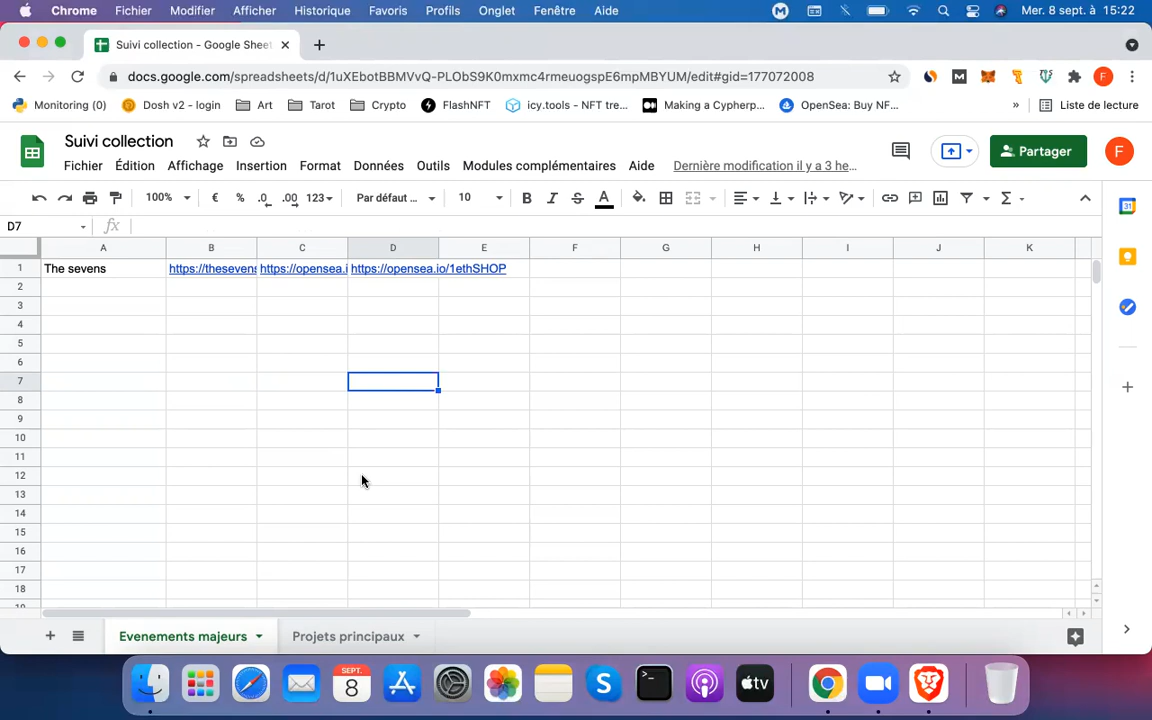 Chrome Fichier Modifier Afficher Historique Favoris Profils Onglet Fenêtre Aide Mer. 8 sept. à 15:22
Suivi collection - Google Sheet
docs.google.com/spreadsheets/d/1uXEbotBBMVvQ-PLObS9K0mxmc4rmeuogspE6mpMBYUM/edit#gid=177072008
Monitoring (0) Dosh v2 - login Art Tarot Crypto FlashNFT icy.tools - NFT tre... Making a Cypherp... OpenSea: Buy NF... » Liste de lecture
Suivi collection
Partager
Fichier Édition Affichage Insertion Format Données Outils Modules complémentaires Aide Dernière modification il y a 3 he...
100% € % .0 .00 123 Par défaut ... 10 B I S A
D7 fx
A B C D E F G H I J K
1 The sevens https://thesevens https://opensea.i https://opensea.io/1ethSHOP
2
3
4
5
6
7
8
9
10
11
12
13
14
15
16
17
18
19
Evenements majeurs Projets principaux
SEPT.
8
tv